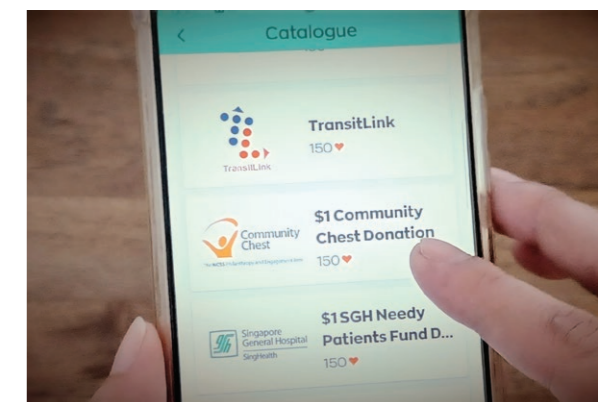 Catalogue
150
TransitLink
150
TransitLink
$1 Community
Chest Donation
150
Community
Chest
$1 SGH Needy
Patients Fund D...
150
Singapore
General Hospital
SingHealth